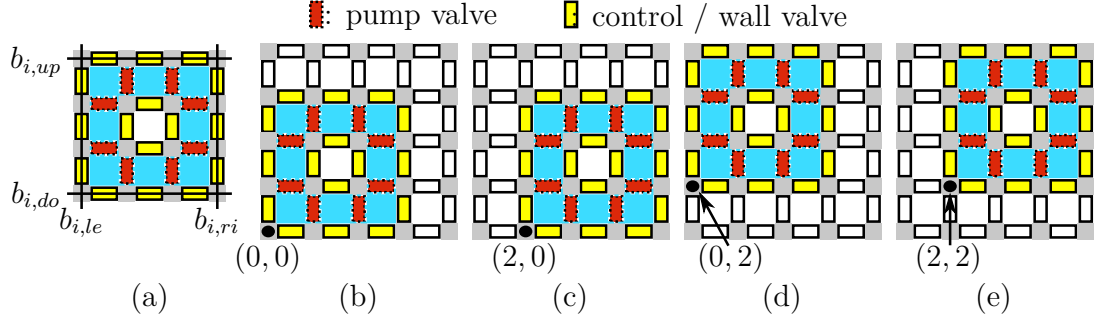 : pump valve : control / wall valve
b_{i,up}
b_{i,do}
b_{i,le} b_{i,ri}
(0, 0) (2, 0) (0, 2) (2, 2)
(a) (b) (c) (d) (e)